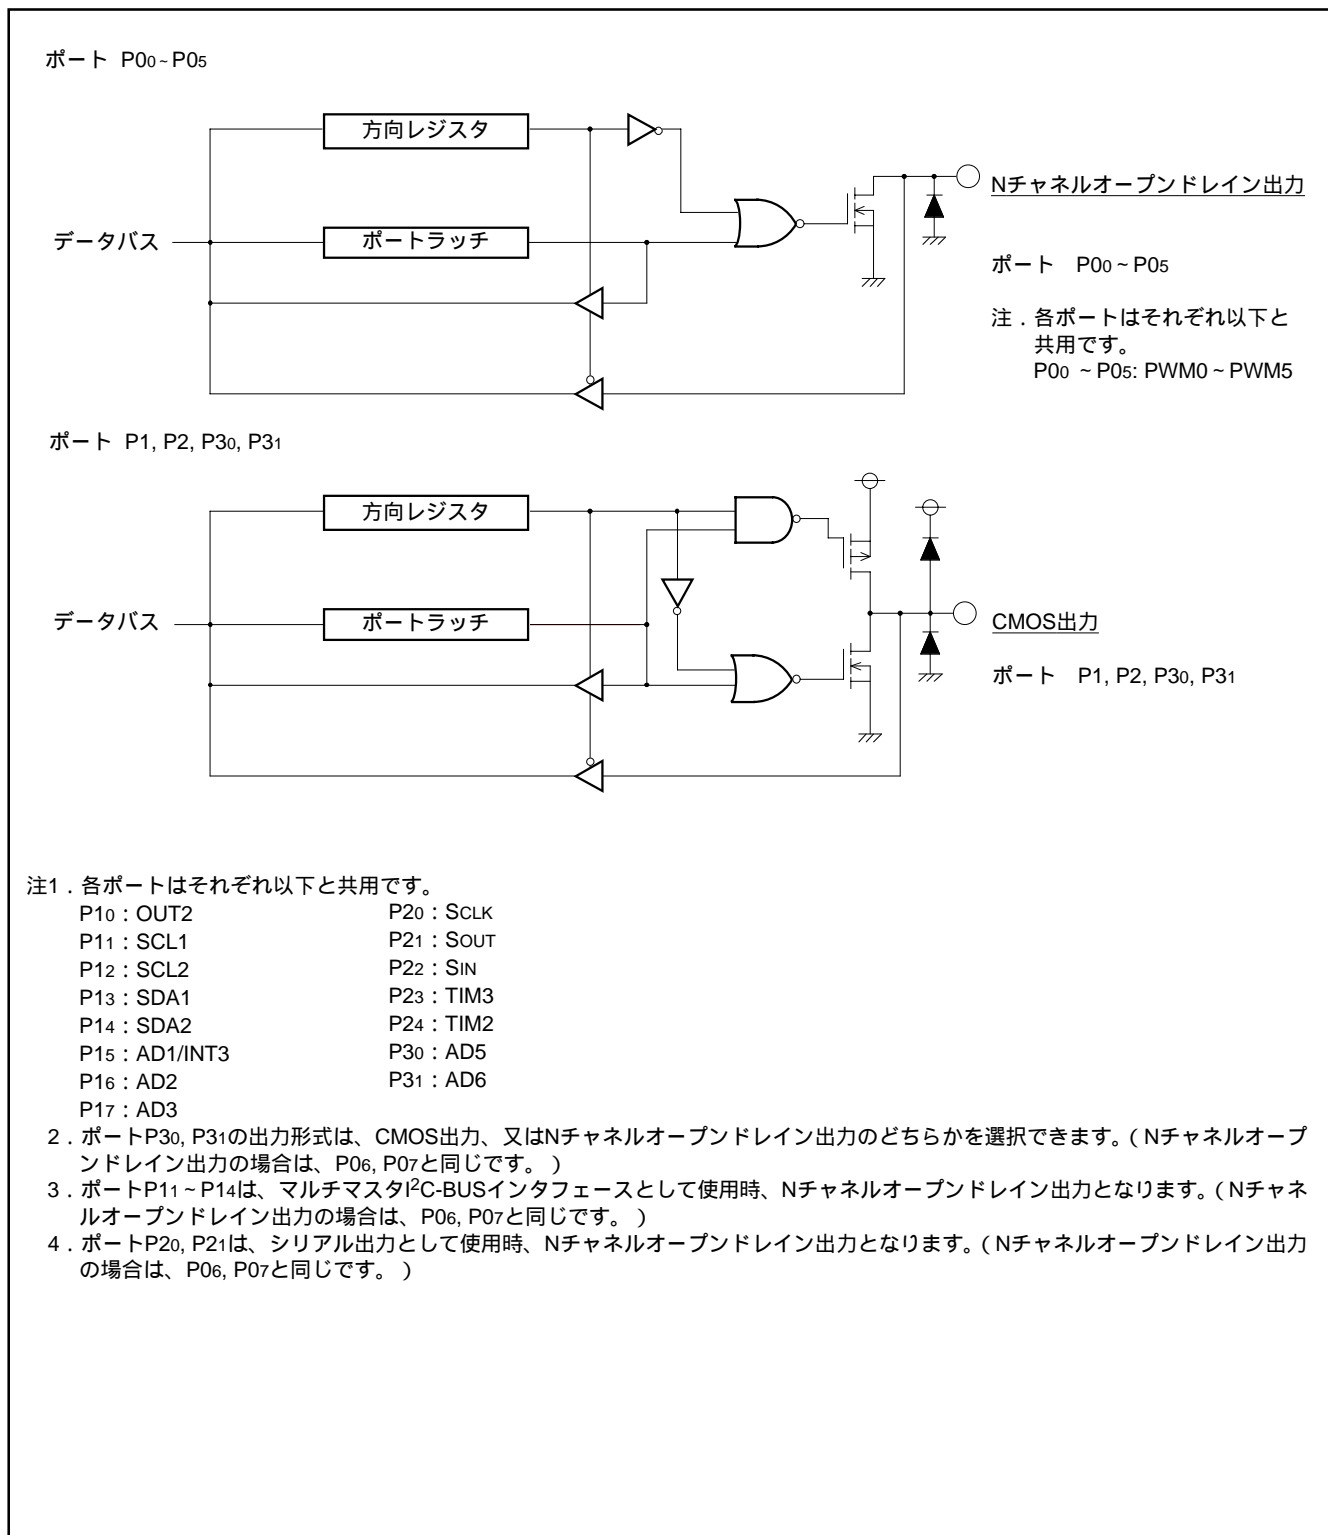 ポート P00~P05
方向レジスタ
データバス
ポートラッチ
Nチャネルオープンドレイン出力
ポート P00~P05
注．各ポートはそれぞれ以下と
共用です。
P00 ~P05: PWM0~PWM5
ポート P1, P2, P30, P31
方向レジスタ
データバス
ポートラッチ
CMOS出力
ポート P1, P2, P30, P31
注1．各ポートはそれぞれ以下と共用です。
P10：OUT2
P11：SCL1
P12：SCL2
P13：SDA1
P14：SDA2
P15：AD1/INT3
P16：AD2
P17：AD3
P20：SCLK
P21：SOUT
P22：SIN
P23：TIM3
P24：TIM2
P30：AD5
P31：AD6
2．ポートP30, P31の出力形式は、CMOS出力、又はNチャネルオープンドレイン出力のどちらかを選択できます。（Nチャネルオープ
ンドレイン出力の場合は、P06, P07と同じです。）
3．ポートP11~P14は、マルチマスタI2C-BUSインタフェースとして使用時、Nチャネルオープンドレイン出力となります。（Nチャネ
ルオープンドレイン出力の場合は、P06, P07と同じです。）
4．ポートP20, P21は、シリアル出力として使用時、Nチャネルオープンドレイン出力となります。（Nチャネルオープンドレイン出力
の場合は、P06, P07と同じです。）